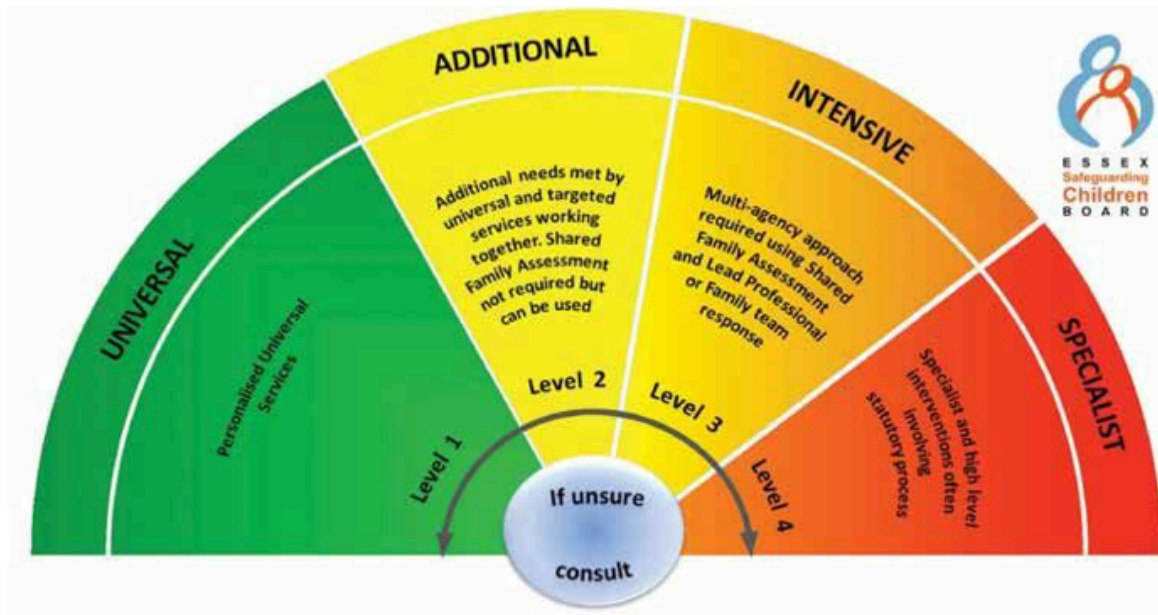 UNIVERSAL
Personalised Universal
Services
Level 1
ADDITIONAL
Additional needs met by
universal and targeted
services working
together. Shared
Family Assessment
not required but
can be used
Level 2
INTENSIVE
Multi-agency approach
required using Shared
Family Assessment
and Lead Professional
or Family team
response
Level 3
SPECIALIST
Specialist and high level
interventions often
involving
statutory process
Level 4
If unsure
consult
ESSEX
Safeguarding
Children
BOARD